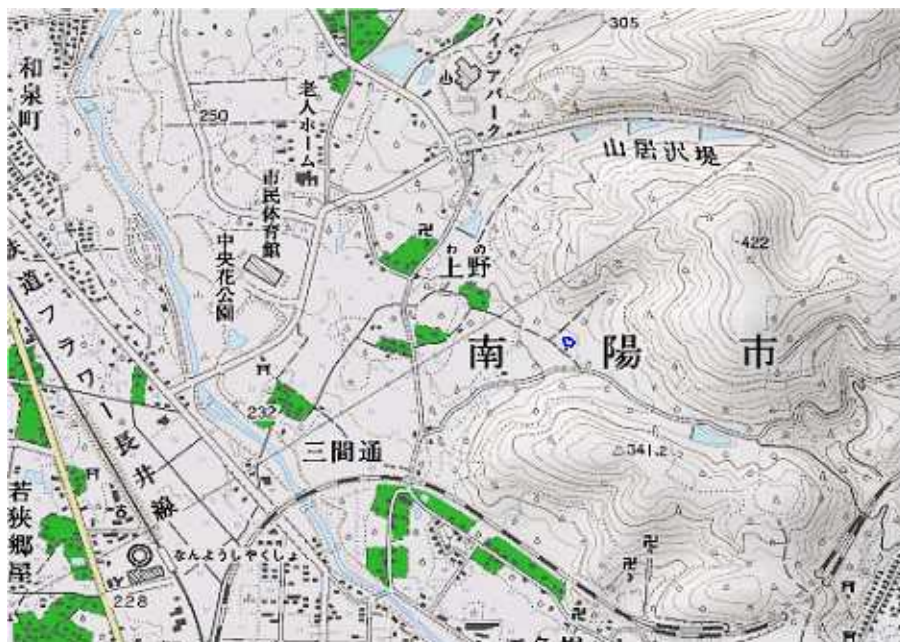 305
ハイジアパーク
和泉町
250
老人ホーム
山居沢堤
市民体育館
中央花公園
上野
わの
422
南陽市
フラワー長井線
232
三間通
341.2
若狭郷屋
なんようしやくしょ
228